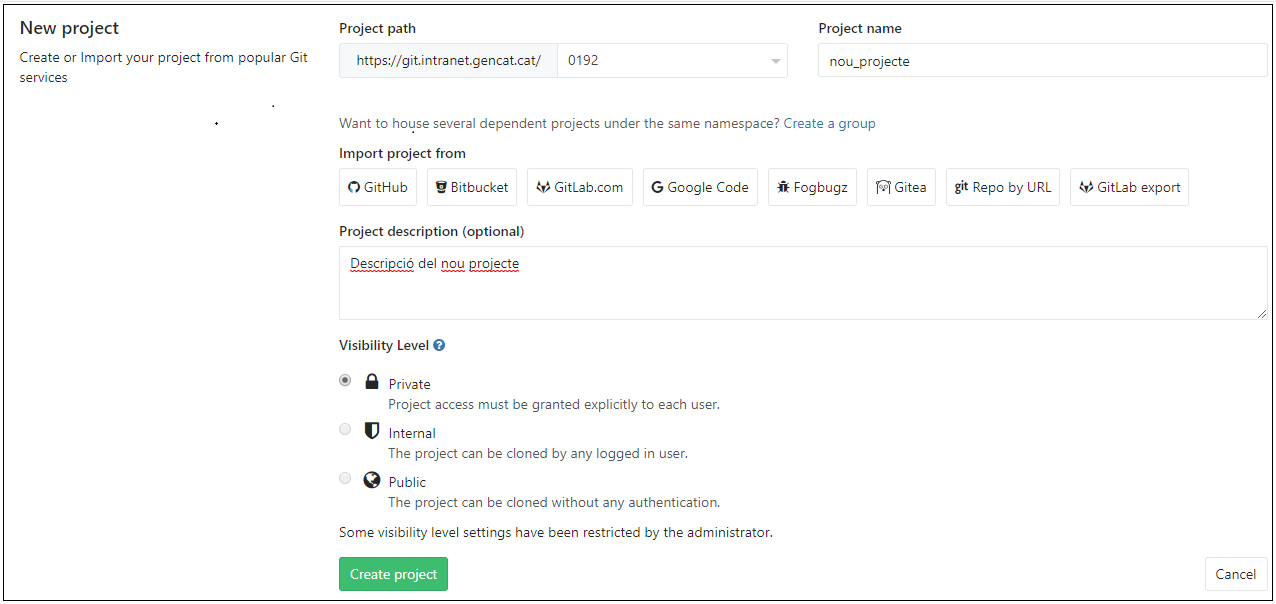 New project
Create or Import your project from popular Git
services
Project path
Project name
https://git.intranet.gencat.cat/ 0192
nou_projecte
Want to house several dependent projects under the same namespace? Create a group
Import project from
GitHub Bitbucket GitLab.com Google Code Fogbugz Gitea git Repo by URL GitLab export
Project description (optional)
Descripció del nou projecte
Visibility Level ?
Private
Project access must be granted explicitly to each user.
Internal
The project can be cloned by any logged in user.
Public
The project can be cloned without any authentication.
Some visibility level settings have been restricted by the administrator.
Create project Cancel